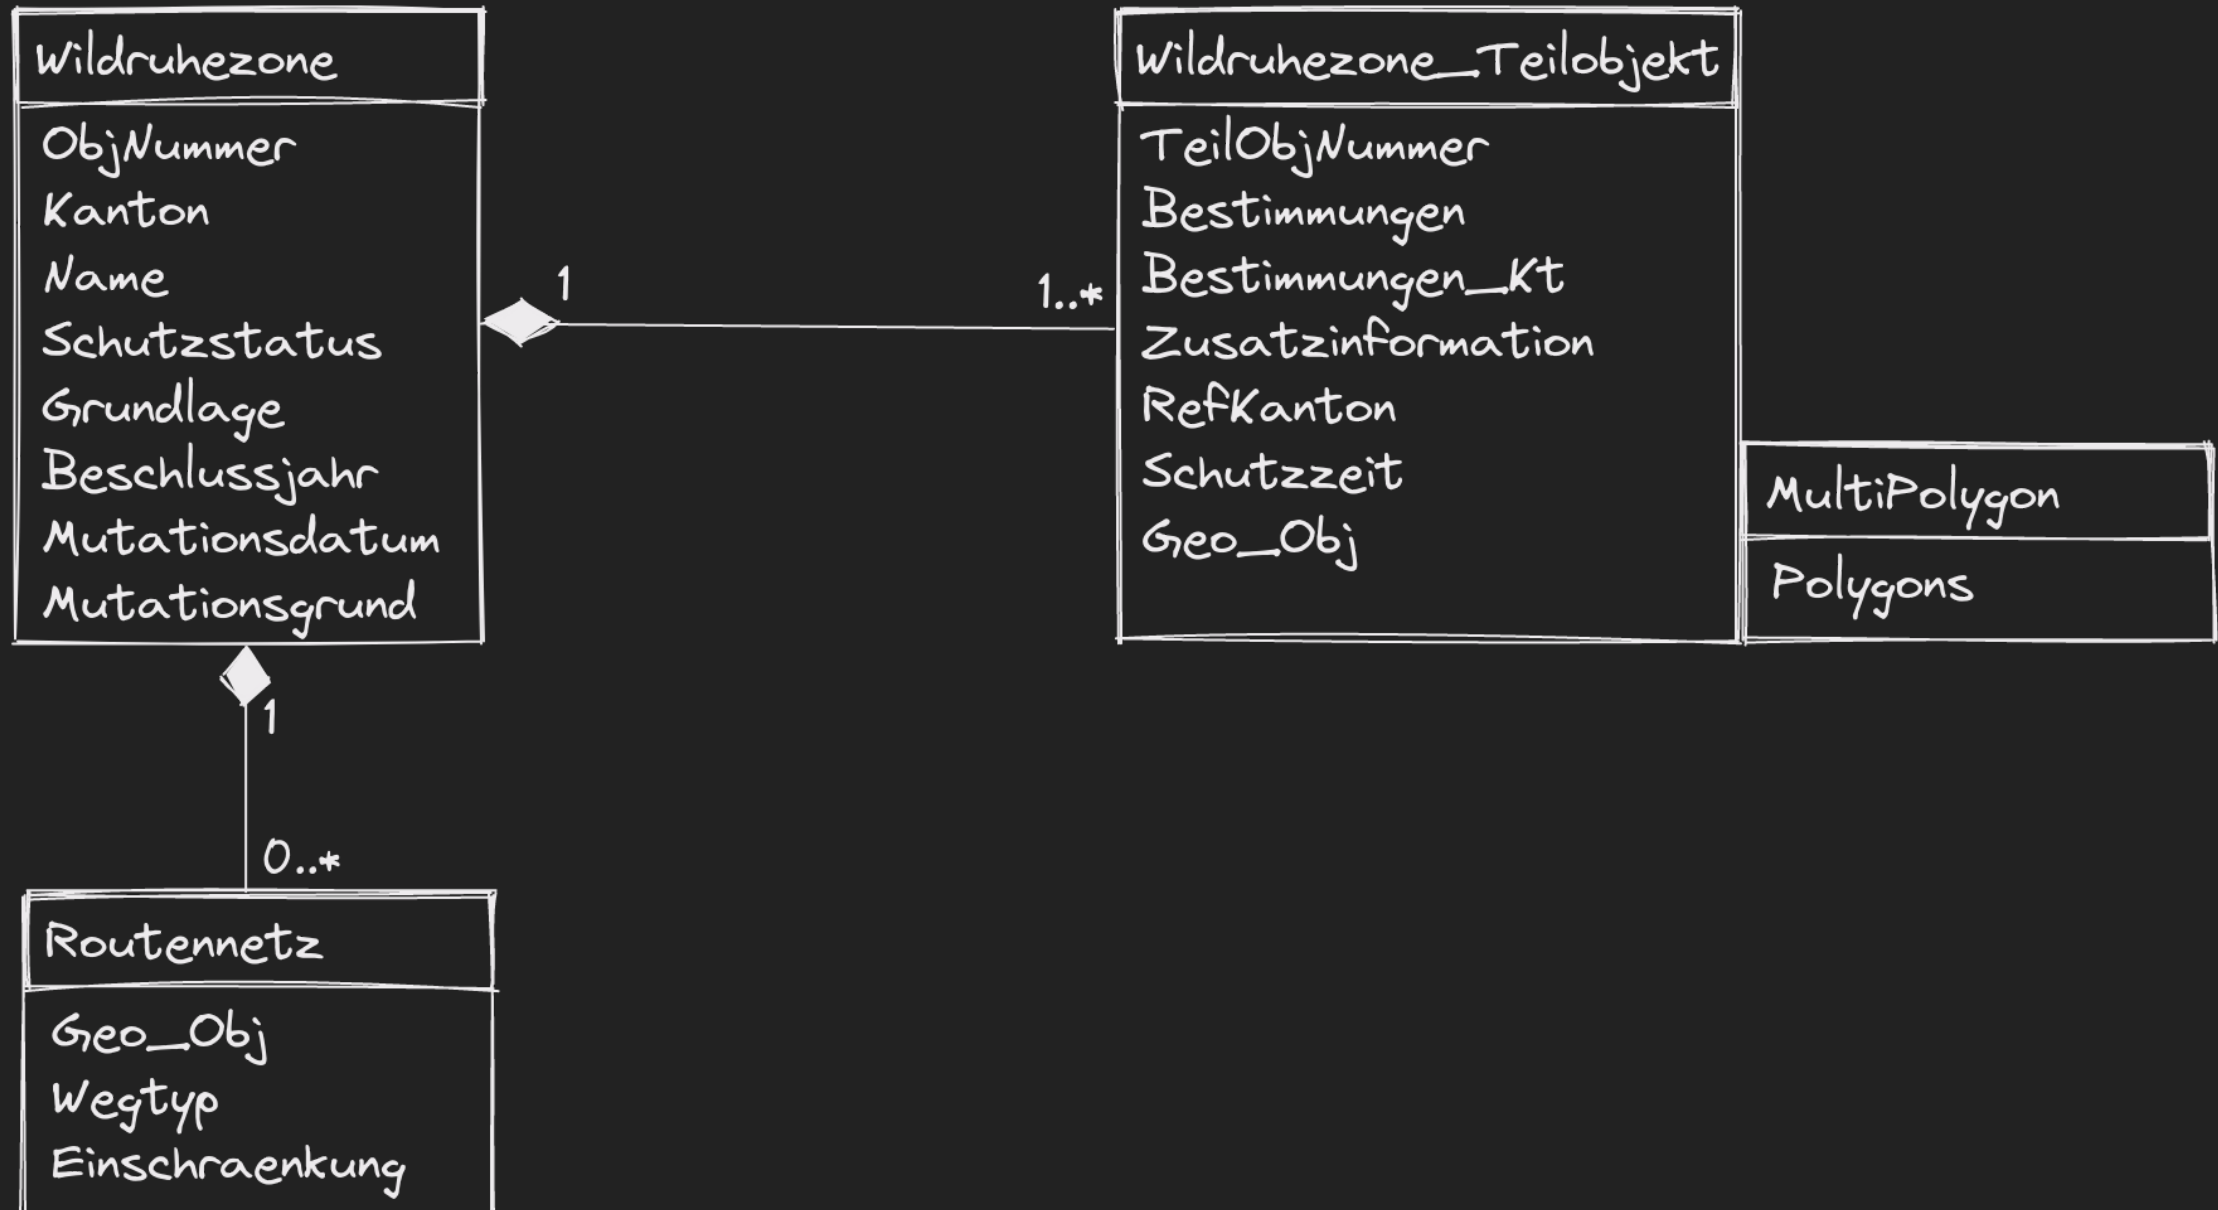 Wildruhezone
ObjNummer
Kanton
Name
Schutzstatus
Grundlage
Beschlussjahr
Mutationsdatum
Mutationsgrund
1
1..*
Wildruhezone_Teilobjekt
TeilObjNummer
Bestimmungen
Bestimmungen_Kt
Zusatzinformation
RefKanton
Schutzzeit
Geo_Obj
MultiPolygon
Polygons
1
0..*
Routennetz
Geo_Obj
Wegtyp
Einschraenkung